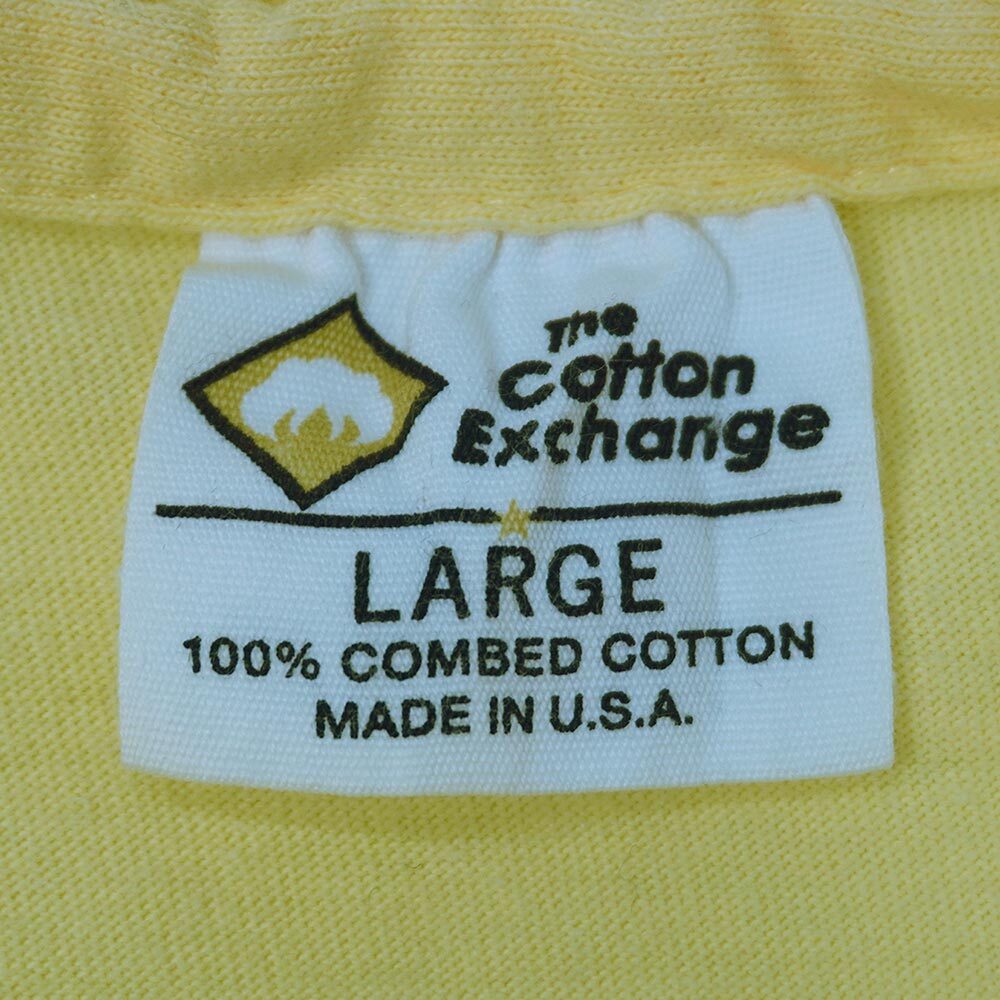 The
Cotton
Exchange
LARGE
100% COMBED COTTON
MADE IN U.S.A.